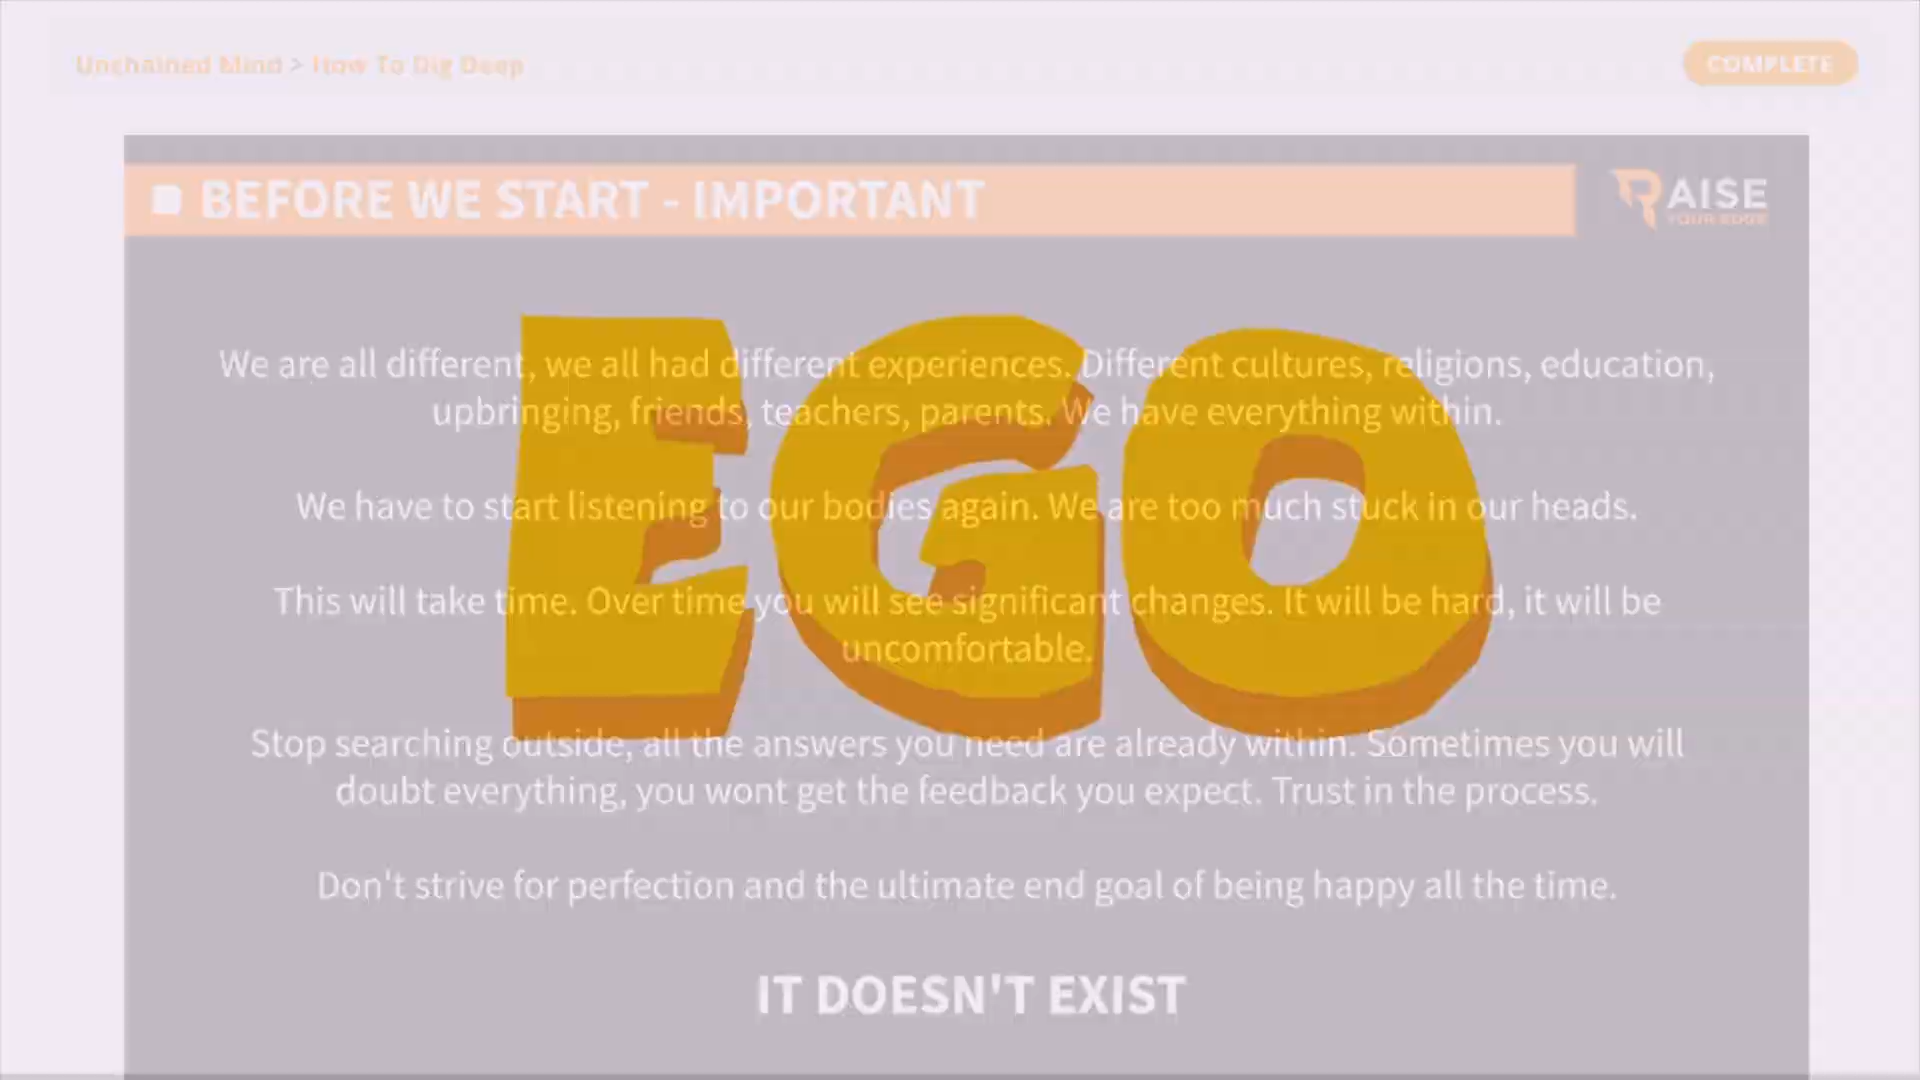 Unchained Mind > How To Dig Deep
COMPLETE
BEFORE WE START - IMPORTANT
RAISE
YOUR EDGE
EGO
We are all different, we all had different experiences. Different cultures, religions, education,
upbringing, friends, teachers, parents. We have everything within.
We have to start listening to our bodies again. We are too much stuck in our heads.
This will take time. Over time you will see significant changes. It will be hard, it will be
uncomfortable.
Stop searching outside, all the answers you need are already within. Sometimes you will
doubt everything, you wont get the feedback you expect. Trust in the process.
Don't strive for perfection and the ultimate end goal of being happy all the time.
IT DOESN'T EXIST